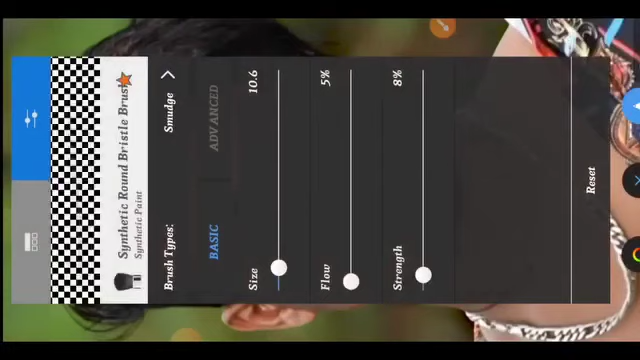 Synthetic Round Bristle Brush
Synthetic Paint
Brush Types:
Smudge
BASIC
ADVANCED
Size
10.6
Flow
5%
Strength
8%
Reset